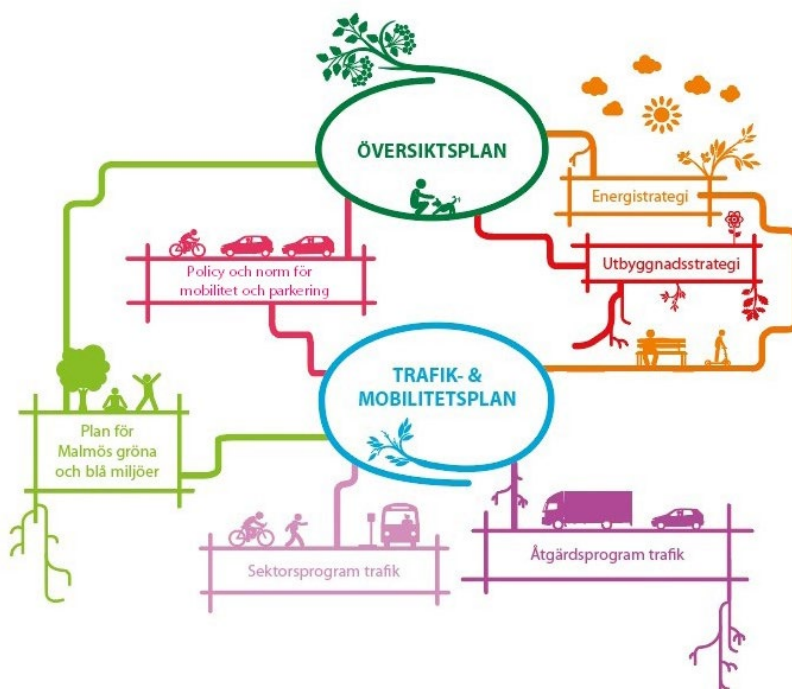 ÖVERSIKTSPLAN
Energistrategi
Utbyggnadsstrategi
Policy och norm för
mobilitet och parkering
TRAFIK- &
MOBILITETSPLAN
Plan för
Malmös gröna
och blå miljöer
Sektorsprogram trafik
Åtgärdsprogram trafik